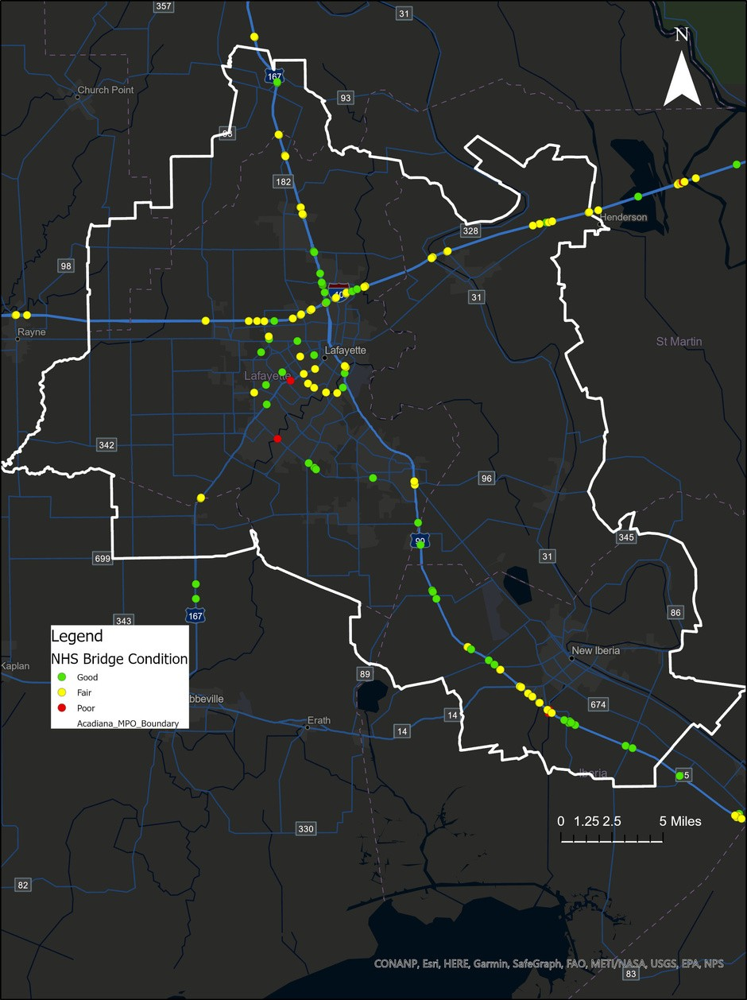 357
31
N
167
Church Point
93
93
182
Henderson
328
98
31
10
Rayne
St Martin
Lafayette
Lafayette
342
96
90
345
699
31
343
167
86
Legend
NHS Bridge Condition
Good
Fair
Poor
Acadiana_MPO_Boundary
New Iberia
Kaplan
89
bbeville
674
14
14
Erath
Iberia
0 1.25 2.5 5 Miles
330
82
CONANP, Esri, HERE, Garmin, SafeGraph, FAO, METI/NASA, USGS, EPA, NPS
83